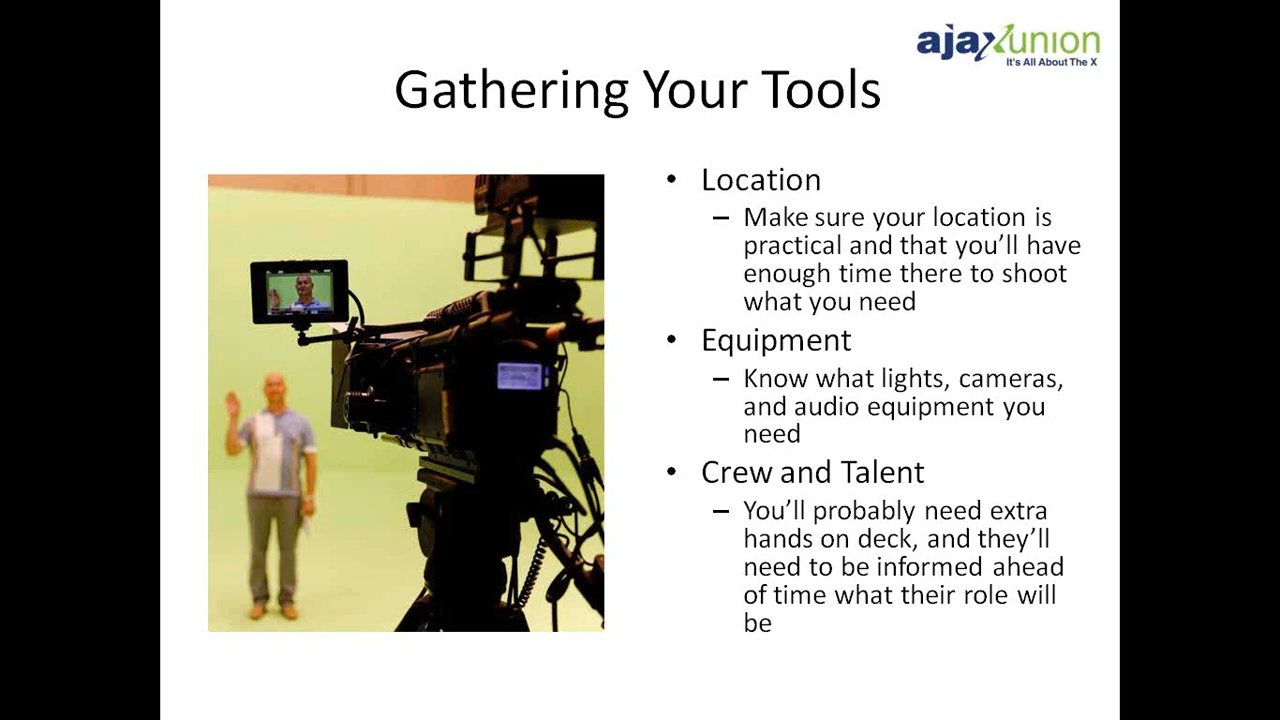 ajaxunion
It's All About The X
Gathering Your Tools
• Location
– Make sure your location is
practical and that you'll have
enough time there to shoot
what you need
• Equipment
– Know what lights, cameras,
and audio equipment you
need
• Crew and Talent
– You'll probably need extra
hands on deck, and they'll
need to be informed ahead
of time what their role will
be